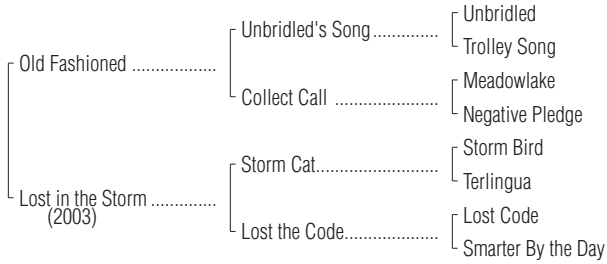 Unbridled
Unbridled's Song..............
Trolley Song
Old Fashioned .................
Meadowlake
Collect Call ......................
Negative Pledge
Storm Bird
Storm Cat..........................
Terlingua
Lost in the Storm .............
(2003)
Lost Code
Lost the Code....................
Smarter By the Day